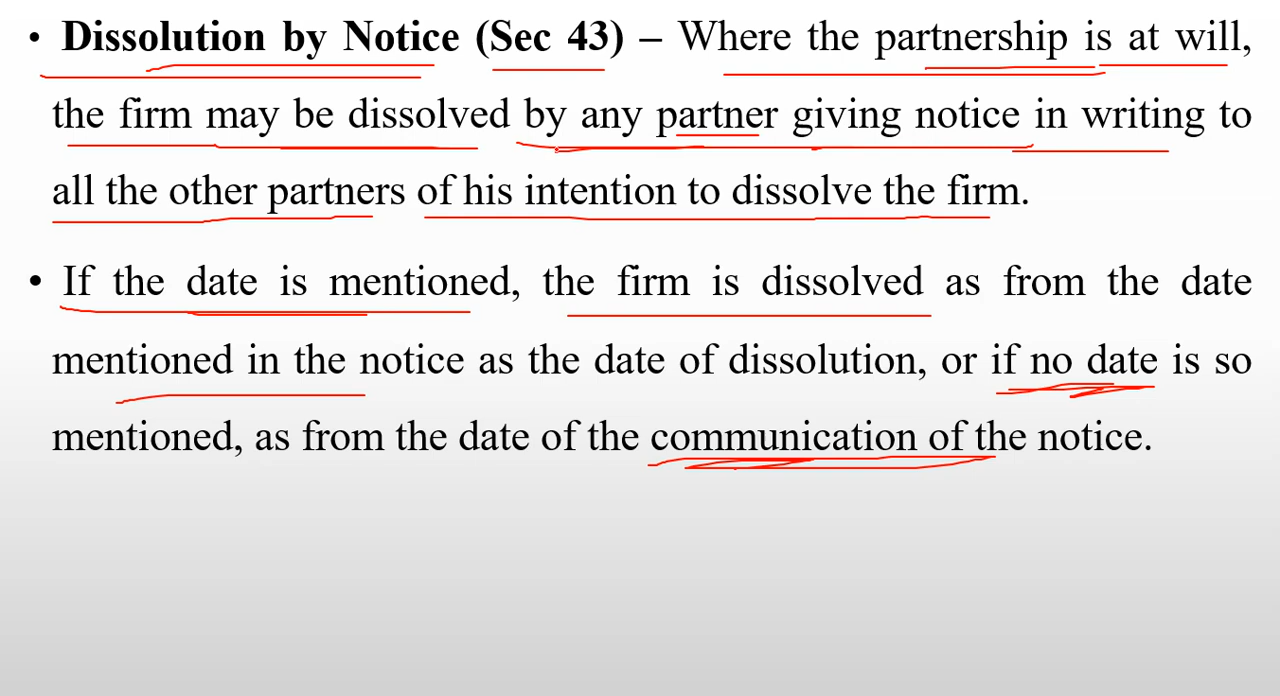 • Dissolution by Notice (Sec 43) – Where the partnership is at will,
the firm may be dissolved by any partner giving notice in writing to
all the other partners of his intention to dissolve the firm.
• If the date is mentioned, the firm is dissolved as from the date
mentioned in the notice as the date of dissolution, or if no date is so
mentioned, as from the date of the communication of the notice.